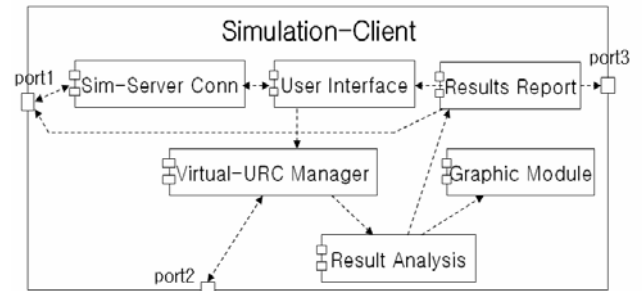 Simulation-Client
port1
port3
Sim-Server Conn
User Interface
Results Report
Virtual-URC Manager
Graphic Module
Result Analysis
port2